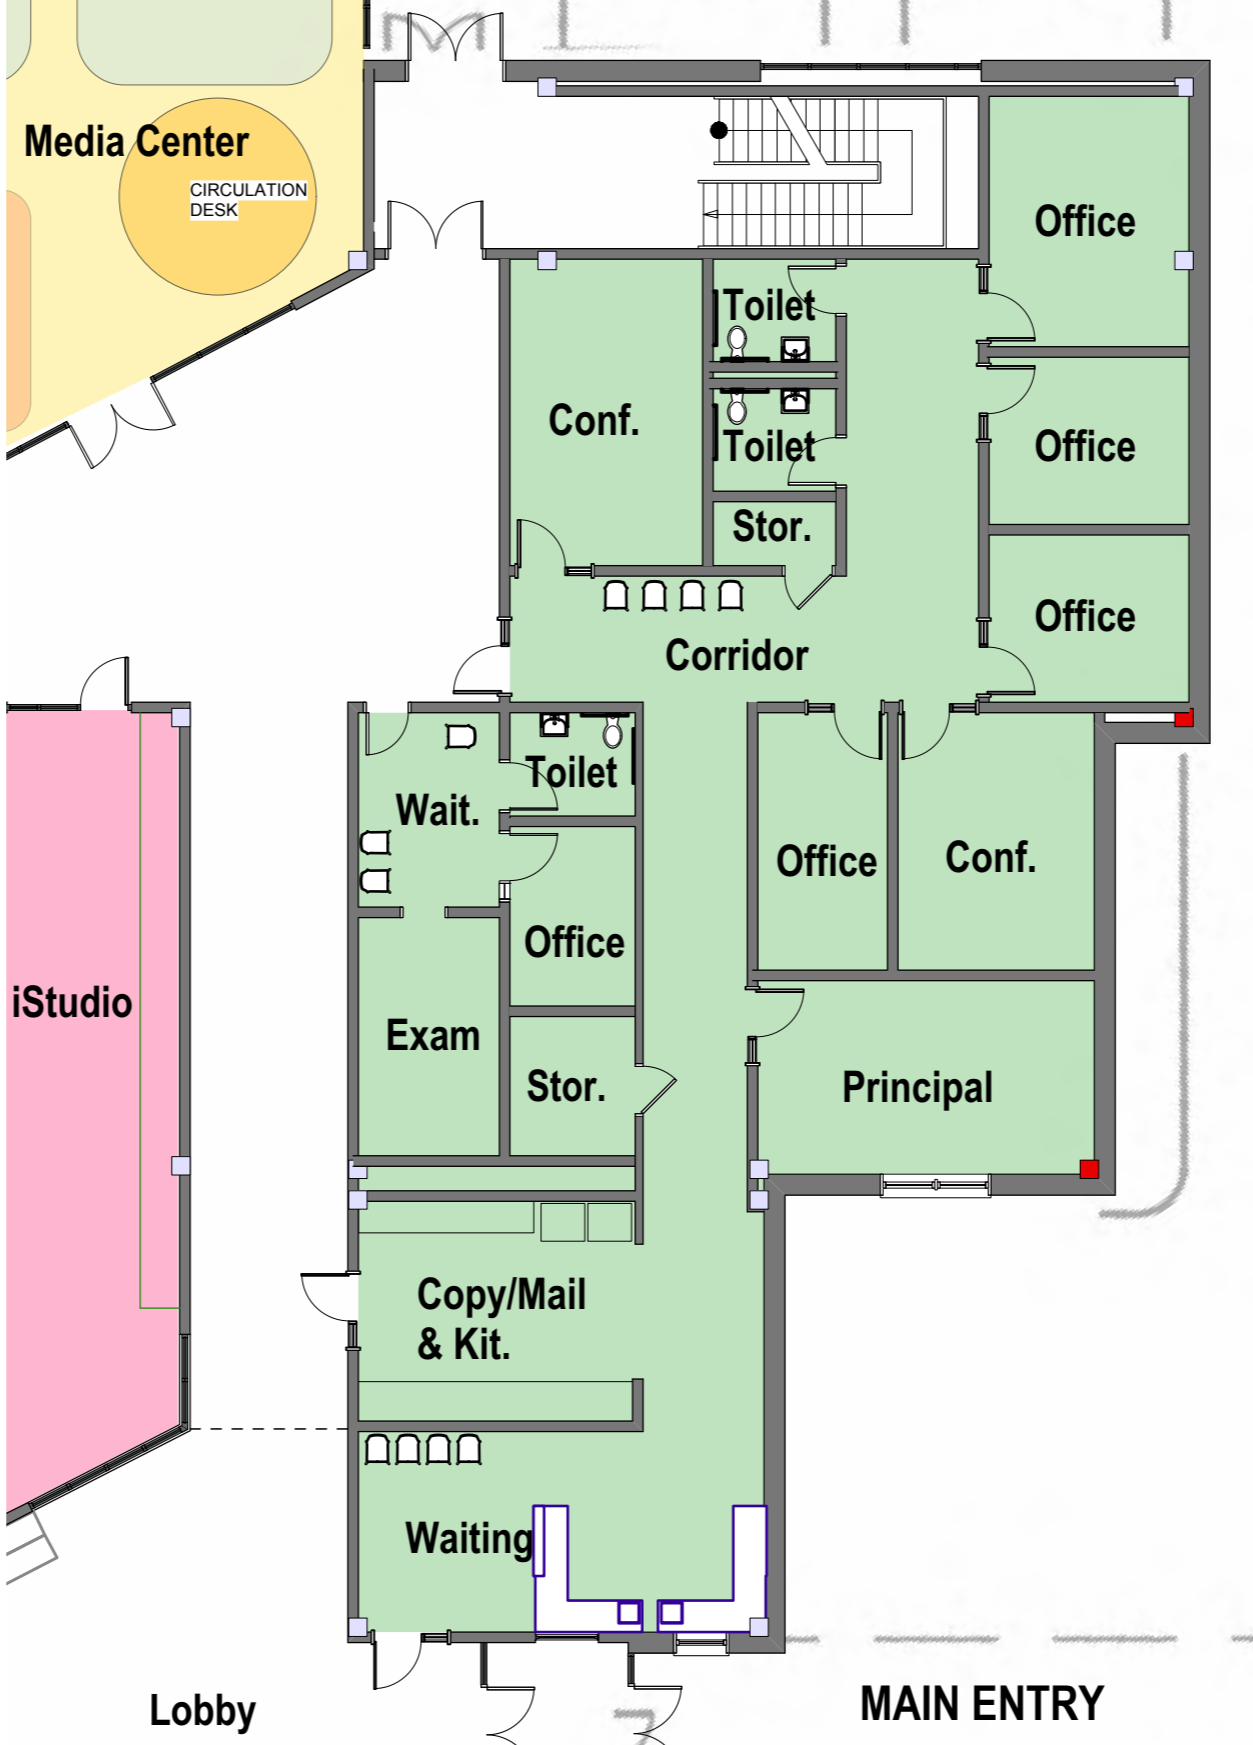 Media Center
CIRCULATION
DESK
Office
Toilet
Conf.
Toilet
Office
Stor.
Office
Corridor
Toilet
Wait.
Office
Conf.
Office
iStudio
Exam
Stor.
Principal
Copy/Mail
& Kit.
Waiting
Lobby
MAIN ENTRY